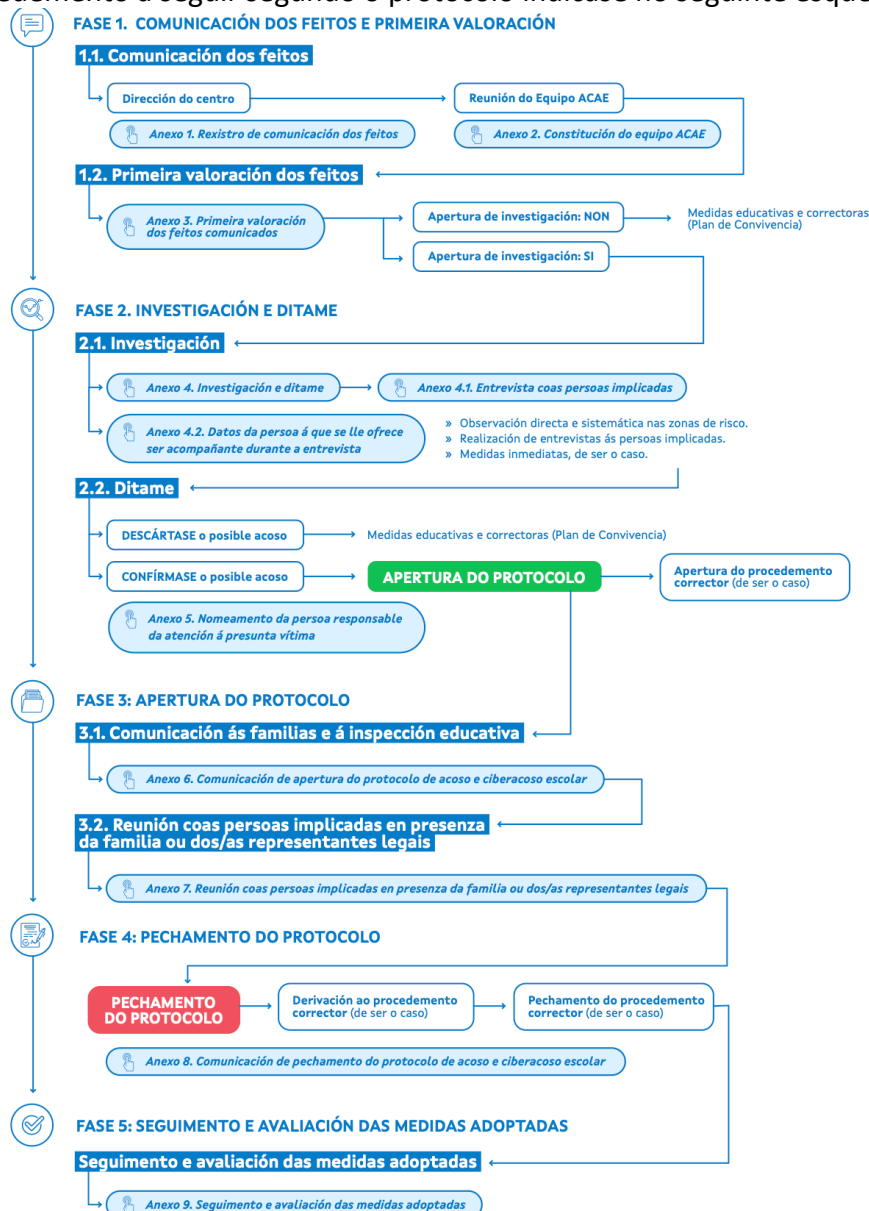 edemento a seguir segundo o protocolo indícase no seguinte esque
FASE 1. COMUNICACIÓN DOS FEITOS E PRIMEIRA VALORACIÓN
1.1. Comunicación dos feitos
Dirección do centro
Reunión do Equipo ACAE
Anexo 1. Rexistro de comunicación dos feitos
Anexo 2. Constitución do equipo ACAE
1.2. Primeira valoración dos feitos
Anexo 3. Primeira valoración
dos feitos comunicados
Apertura de investigación: NON
Medidas educativas e correctoras
(Plan de Convivencia)
Apertura de investigación: SI
FASE 2. INVESTIGACIÓN E DITAME
2.1. Investigación
Anexo 4. Investigación e ditame
Anexo 4.1. Entrevista coas persoas implicadas
Anexo 4.2. Datos da persoa á que se lle ofrece
ser acompañante durante a entrevista
» Observación directa e sistemática nas zonas de risco.
» Realización de entrevistas ás persoas implicadas.
» Medidas inmediatas, de ser o caso.
2.2. Ditame
DESCÁRTASE o posible acoso
Medidas educativas e correctoras (Plan de Convivencia)
CONFÍRMASE o posible acoso
APERTURA DO PROTOCOLO
Apertura do procedemento
corrector (de ser o caso)
Anexo 5. Nomeamento da persoa responsable
da atención á presunta vítima
FASE 3: APERTURA DO PROTOCOLO
3.1. Comunicación ás familias e á inspección educativa
Anexo 6. Comunicación de apertura do protocolo de acoso e ciberacoso escolar
3.2. Reunión coas persoas implicadas en presenza
da familia ou dos/as representantes legais
Anexo 7. Reunión coas persoas implicadas en presenza da familia ou dos/as representantes legais
FASE 4: PECHAMENTO DO PROTOCOLO
PECHAMENTO
DO PROTOCOLO
Derivación ao procedemento
corrector (de ser o caso)
Pechamento do procedemento
corrector (de ser o caso)
Anexo 8. Comunicación de pechamento do protocolo de acoso e ciberacoso escolar
FASE 5: SEGUIMENTO E AVALIACIÓN DAS MEDIDAS ADOPTADAS
Seguimento e avaliación das medidas adoptadas
Anexo 9. Seguimento e avaliación das medidas adoptadas